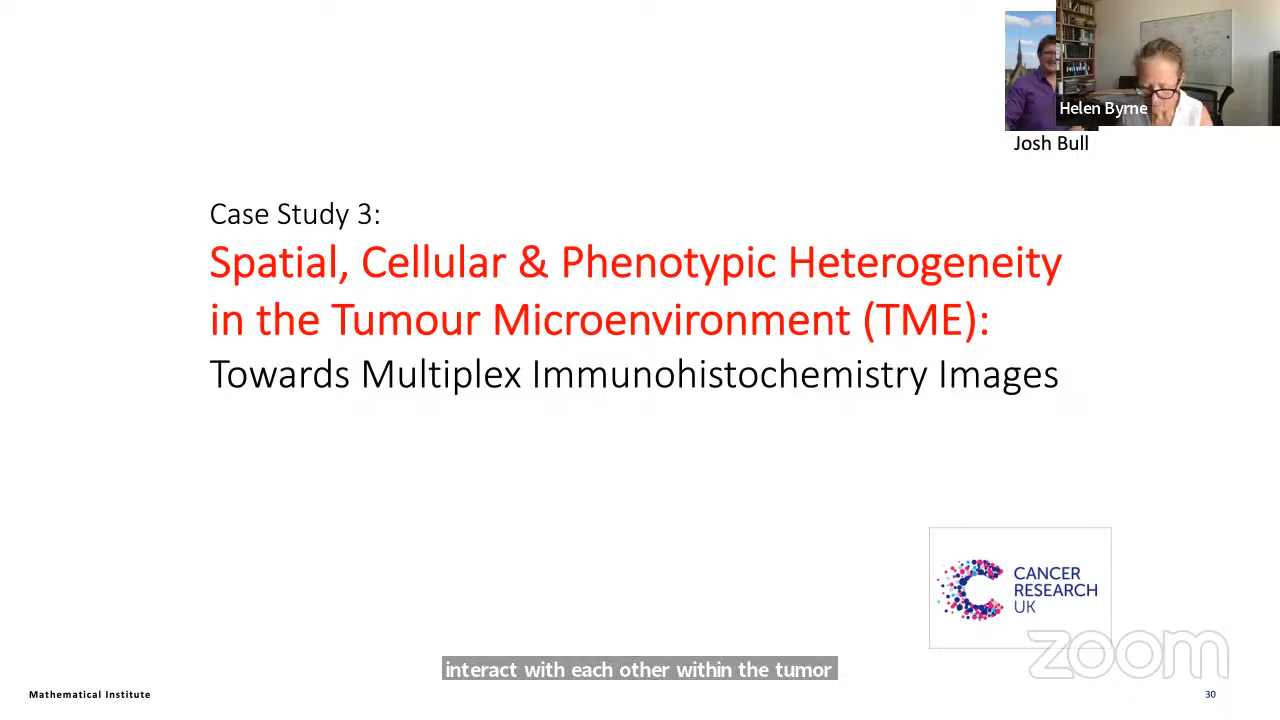 Helen Byrne
Josh Bull
Case Study 3:
Spatial, Cellular & Phenotypic Heterogeneity
in the Tumour Microenvironment (TME):
Towards Multiplex Immunohistochemistry Images
CANCER
RESEARCH
UK
zoom
interact with each other within the tumor
Mathematical Institute
30